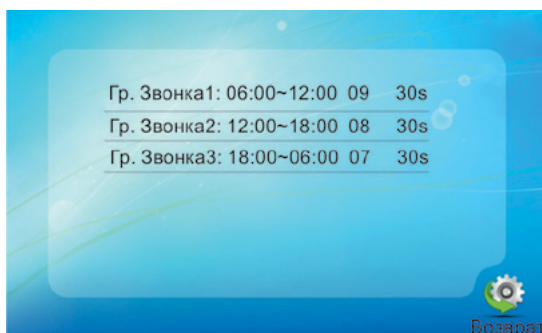 Гр. Звонка1: 06:00~12:00 09 30s
Гр. Звонка2: 12:00~18:00 08 30s
Гр. Звонка3: 18:00~06:00 07 30s
Возврат